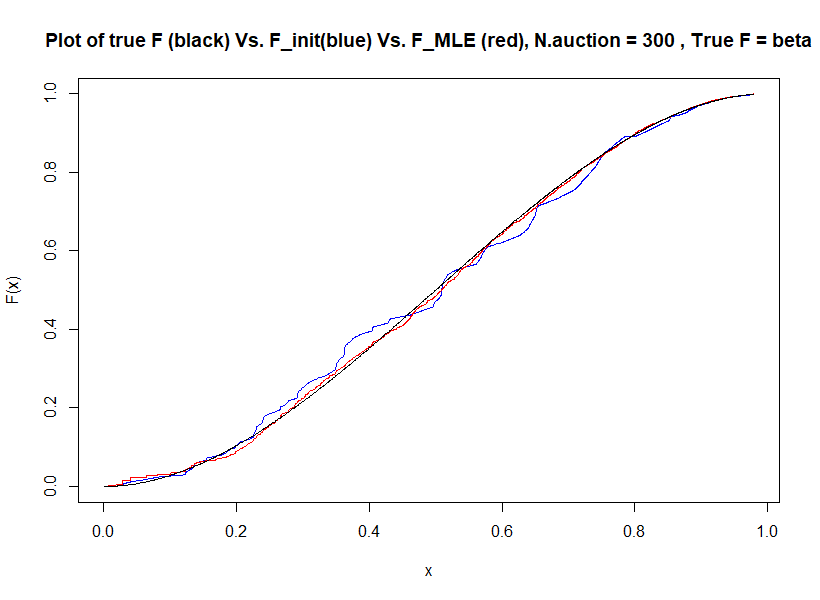 Plot of true F (black) Vs. F_init(blue) Vs. F_MLE (red), N.auction = 300 , True F = beta
1.0
0.8
0.6
0.4
0.2
0.0
F(x)
0.0 0.2 0.4 0.6 0.8 1.0
x